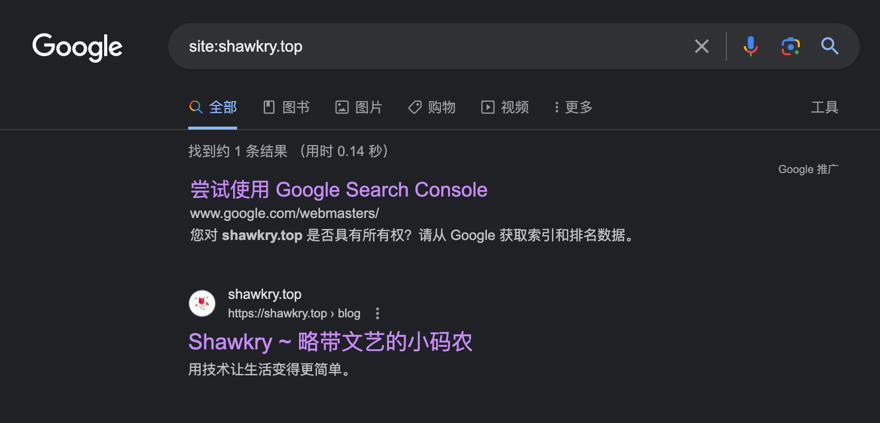 Google
site:shawkry.top
全部 图书 图片 购物 视频 更多 工具
找到约 1 条结果 （用时 0.14 秒）
Google 推广
尝试使用 Google Search Console
www.google.com/webmasters/
您对 shawkry.top 是否具有所有权？请从 Google 获取索引和排名数据。
shawkry.top
https://shawkry.top › blog
Shawkry ~ 略带文艺的小码农
用技术让生活变得更简单。